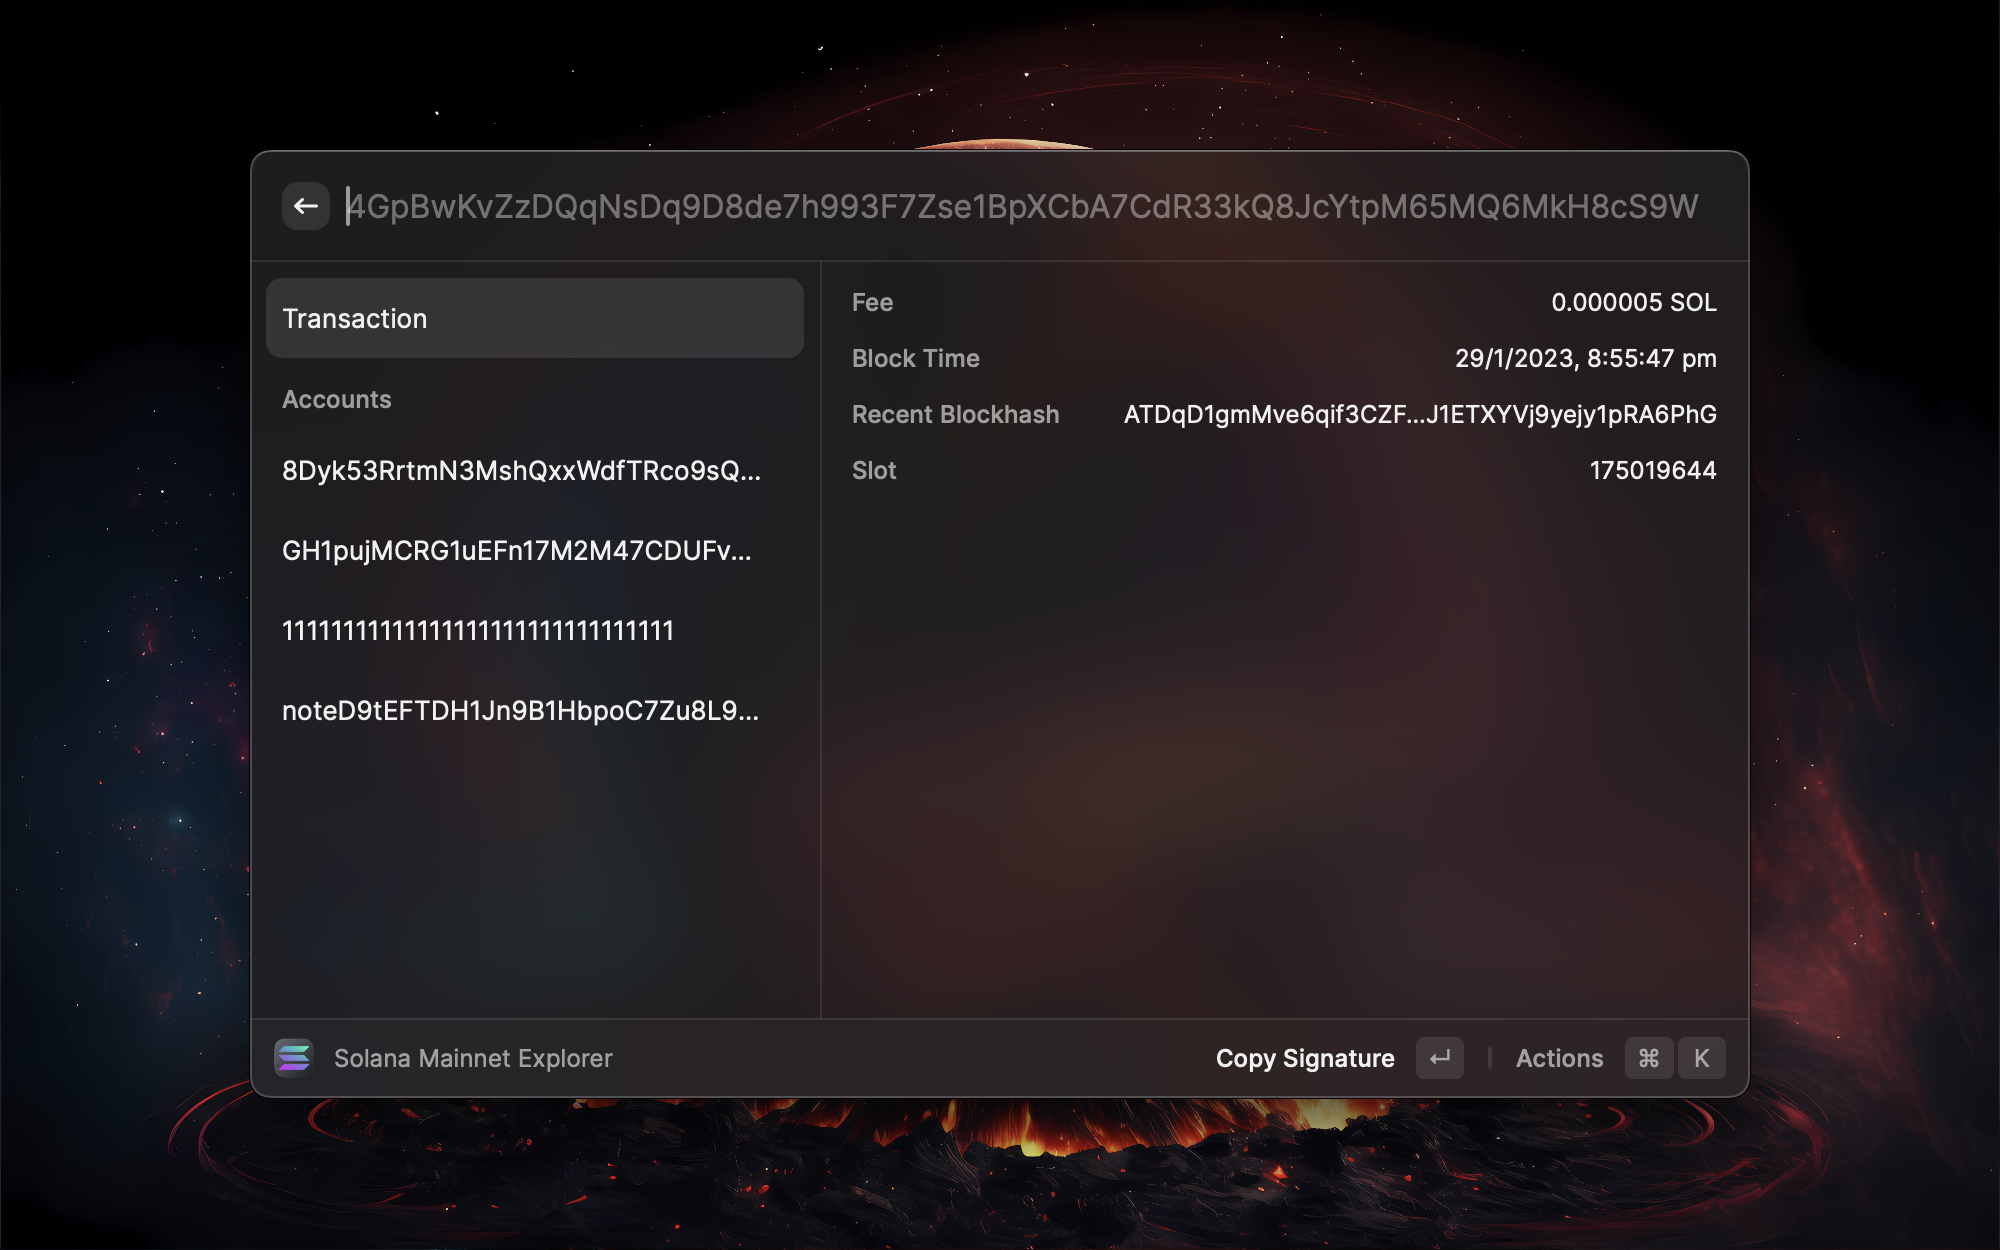 4GpBwKvZzDQqNsDq9D8de7h993F7Zse1BpXCbA7CdR33kQ8JcYtpM65MQ6MkH8cS9W
Transaction
Accounts
8Dyk53RrtmN3MshQxxWdfTRco9sQ...
GH1pujMCRG1uEFn17M2M47CDUFv...
11111111111111111111111111111111
noteD9tEFTDH1Jn9B1HbpoC7Zu8L9...
Fee 0.000005 SOL
Block Time 29/1/2023, 8:55:47 pm
Recent Blockhash ATDqD1gmMve6qif3CZF...J1ETXYVj9yejy1pRA6PhG
Slot 175019644
Solana Mainnet Explorer
Copy Signature ↵ | Actions ⌘ K